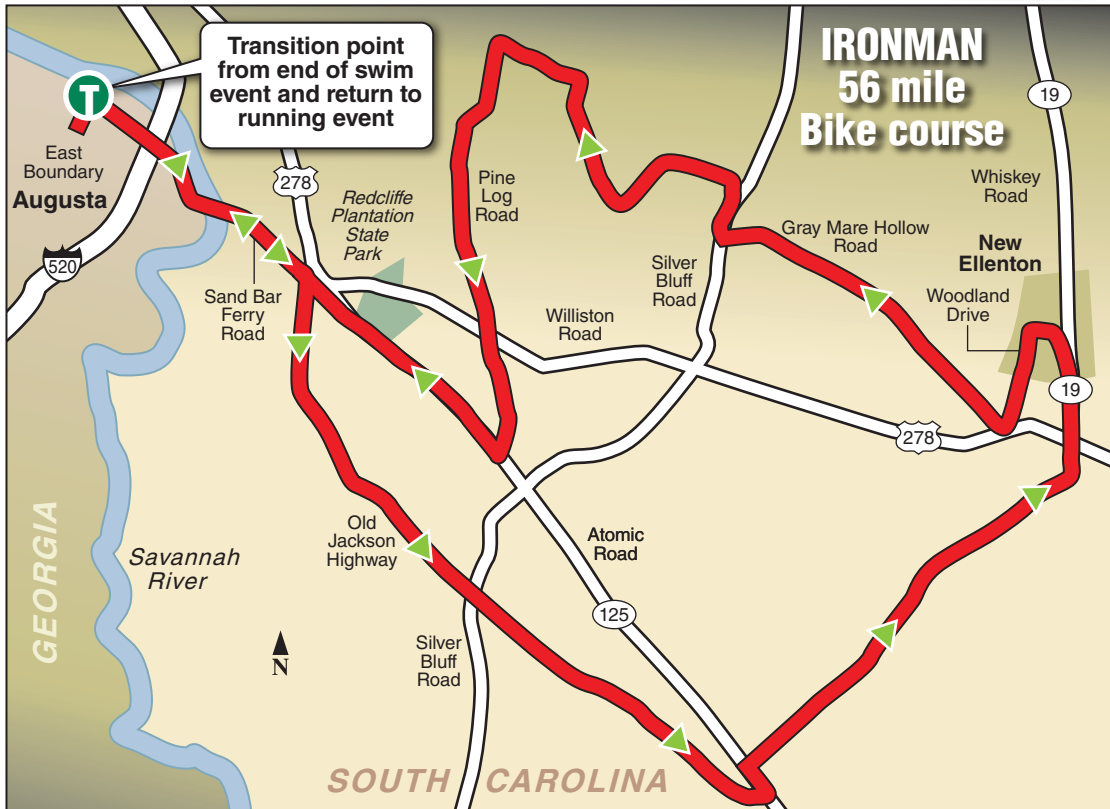 Transition point
from end of swim
event and return to
running event
IRONMAN
56 mile
Bike course
T
East
Boundary
Augusta
520
278
Redcliffe
Plantation
State
Park
Pine
Log
Road
19
Whiskey
Road
Gray Mare Hollow
Road
New
Ellenton
Woodland
Drive
Silver
Bluff
Road
Sand Bar
Ferry
Road
Williston
Road
19
278
Old
Jackson
Highway
Atomic
Road
125
Savannah
River
GEORGIA
N
Silver
Bluff
Road
SOUTH CAROLINA